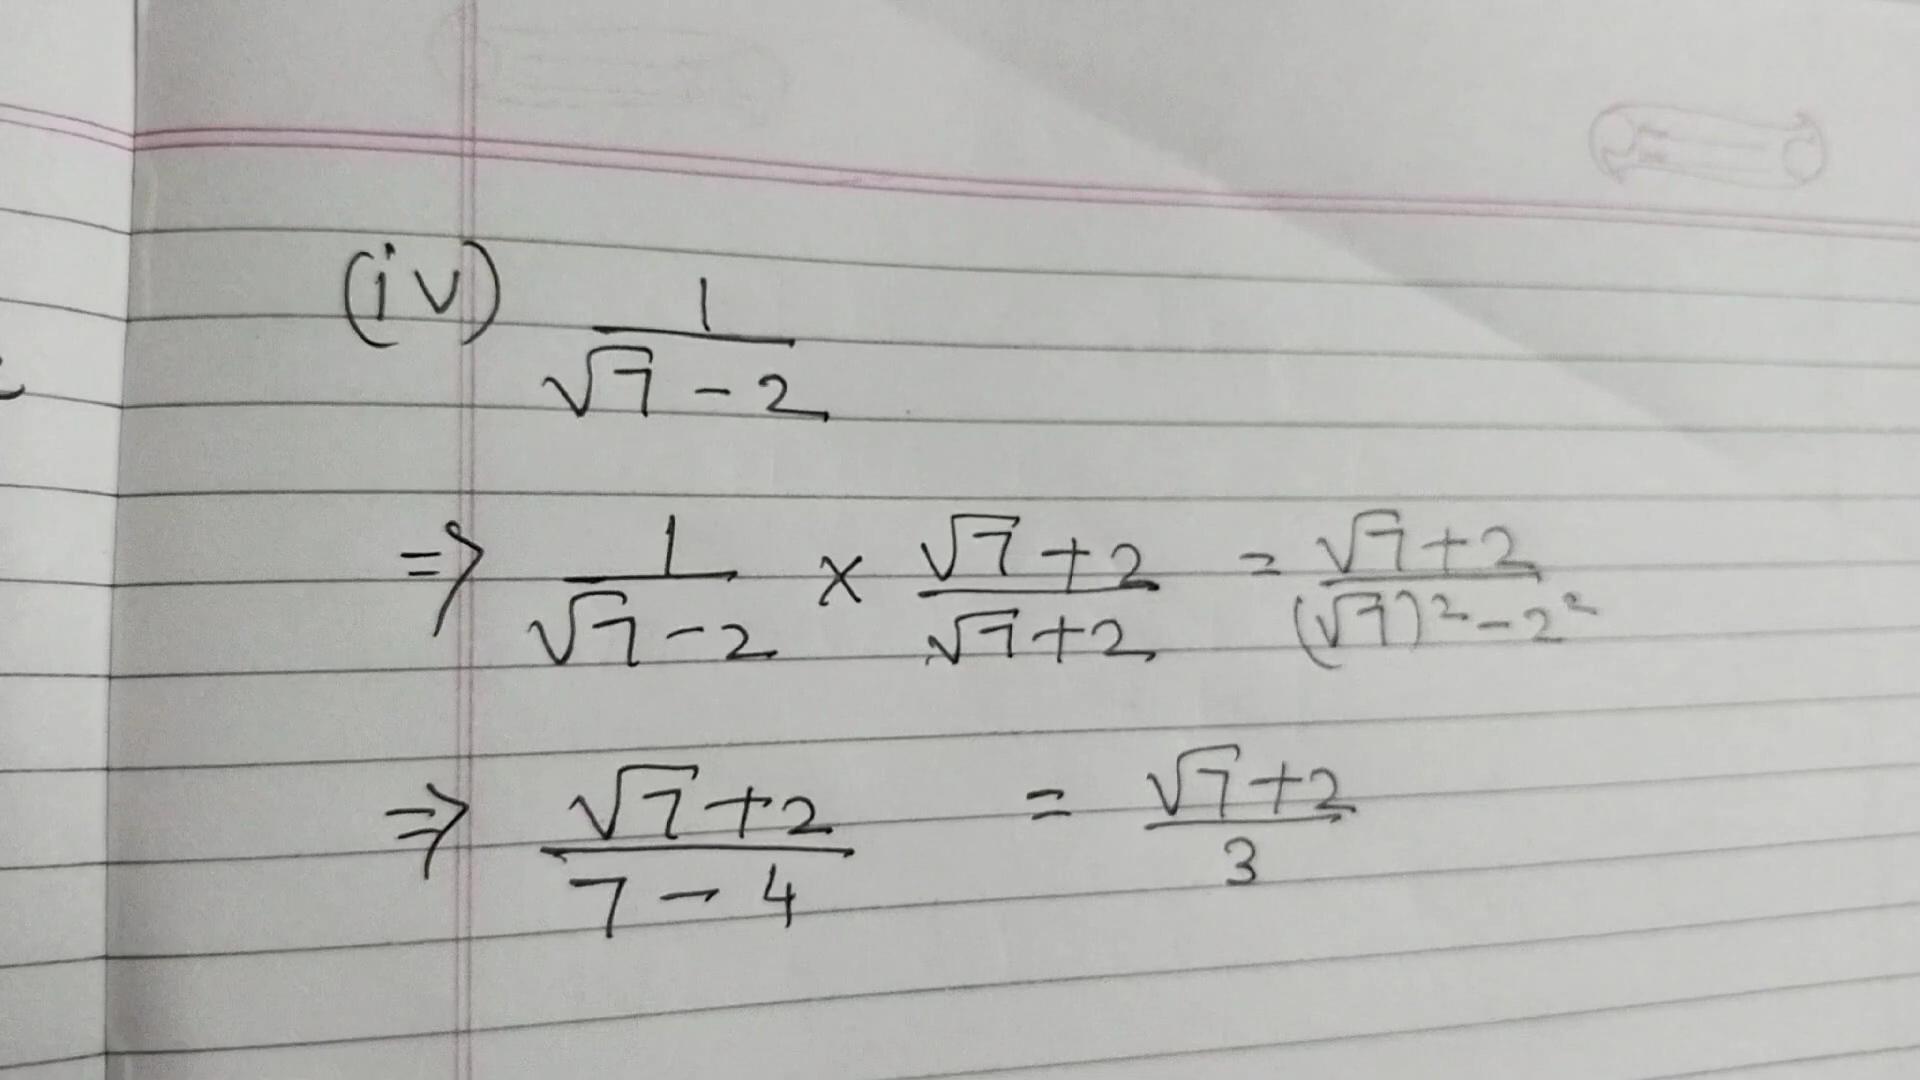 (iv) 1/(√7 - 2)
=> 1/(√7 - 2) × (√7 + 2)/(√7 + 2) = (√7 + 2)/((√7)² - 2²)
=> (√7 + 2)/(7 - 4) = (√7 + 2)/3